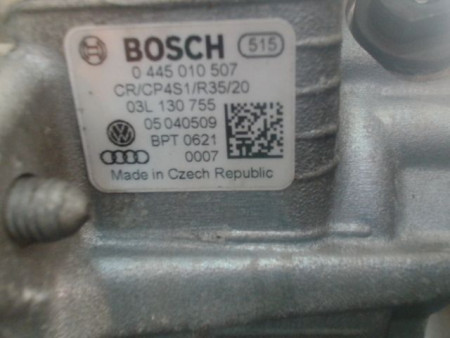 BOSCH 515
0 445 010 507
CR/CP4S1/R35/20
03L 130 755
05 040509
BPT 0621
0007
Made in Czech Republic